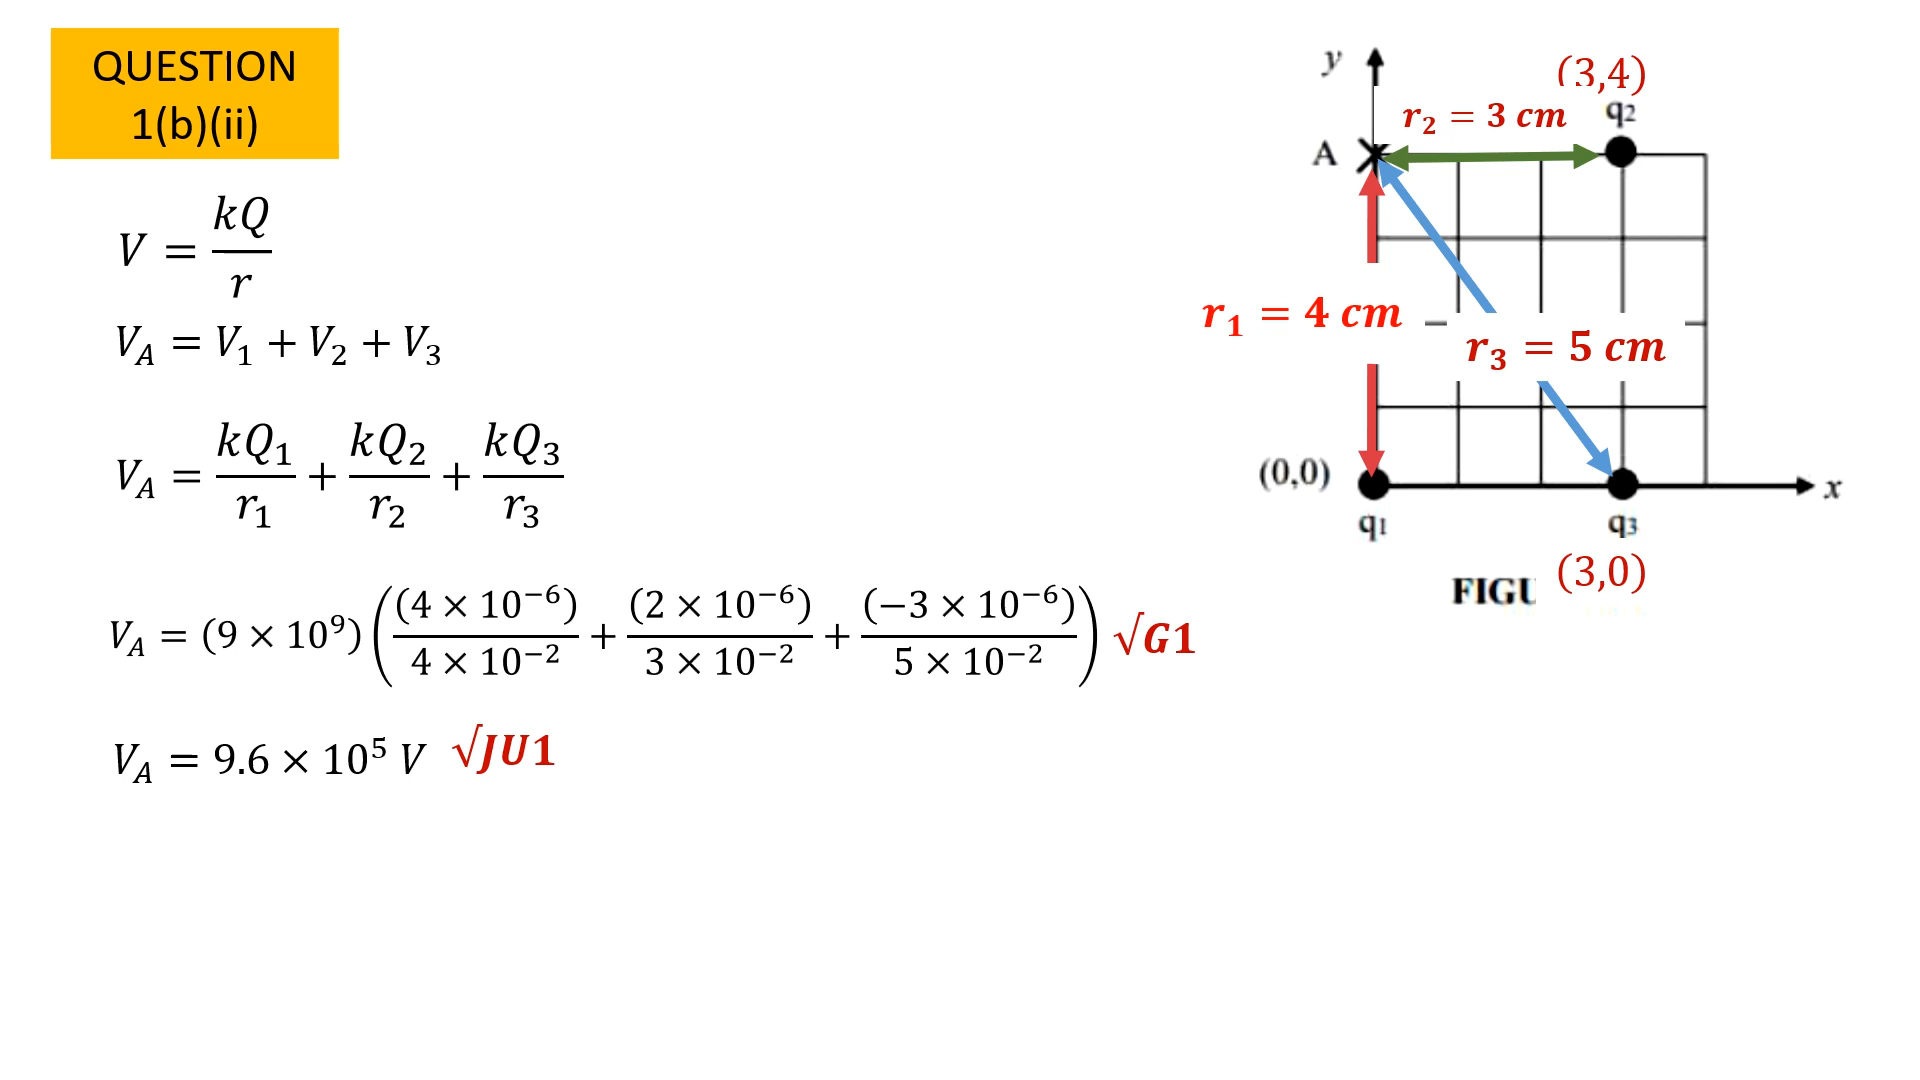 QUESTION
1(b)(ii)
V = kQ/r
V_A = V_1 + V_2 + V_3
V_A = kQ_1/r_1 + kQ_2/r_2 + kQ_3/r_3
V_A = (9 × 10^9) ((4 × 10^−6)/(4 × 10^−2) + (2 × 10^−6)/(3 × 10^−2) + (−3 × 10^−6)/(5 × 10^−2)) √G1
V_A = 9.6 × 10^5 V √JU1
y
(3,4)
r_2 = 3 cm
q2
A
r_1 = 4 cm
r_3 = 5 cm
(0,0)
x
q1
q3
(3,0)
FIGU